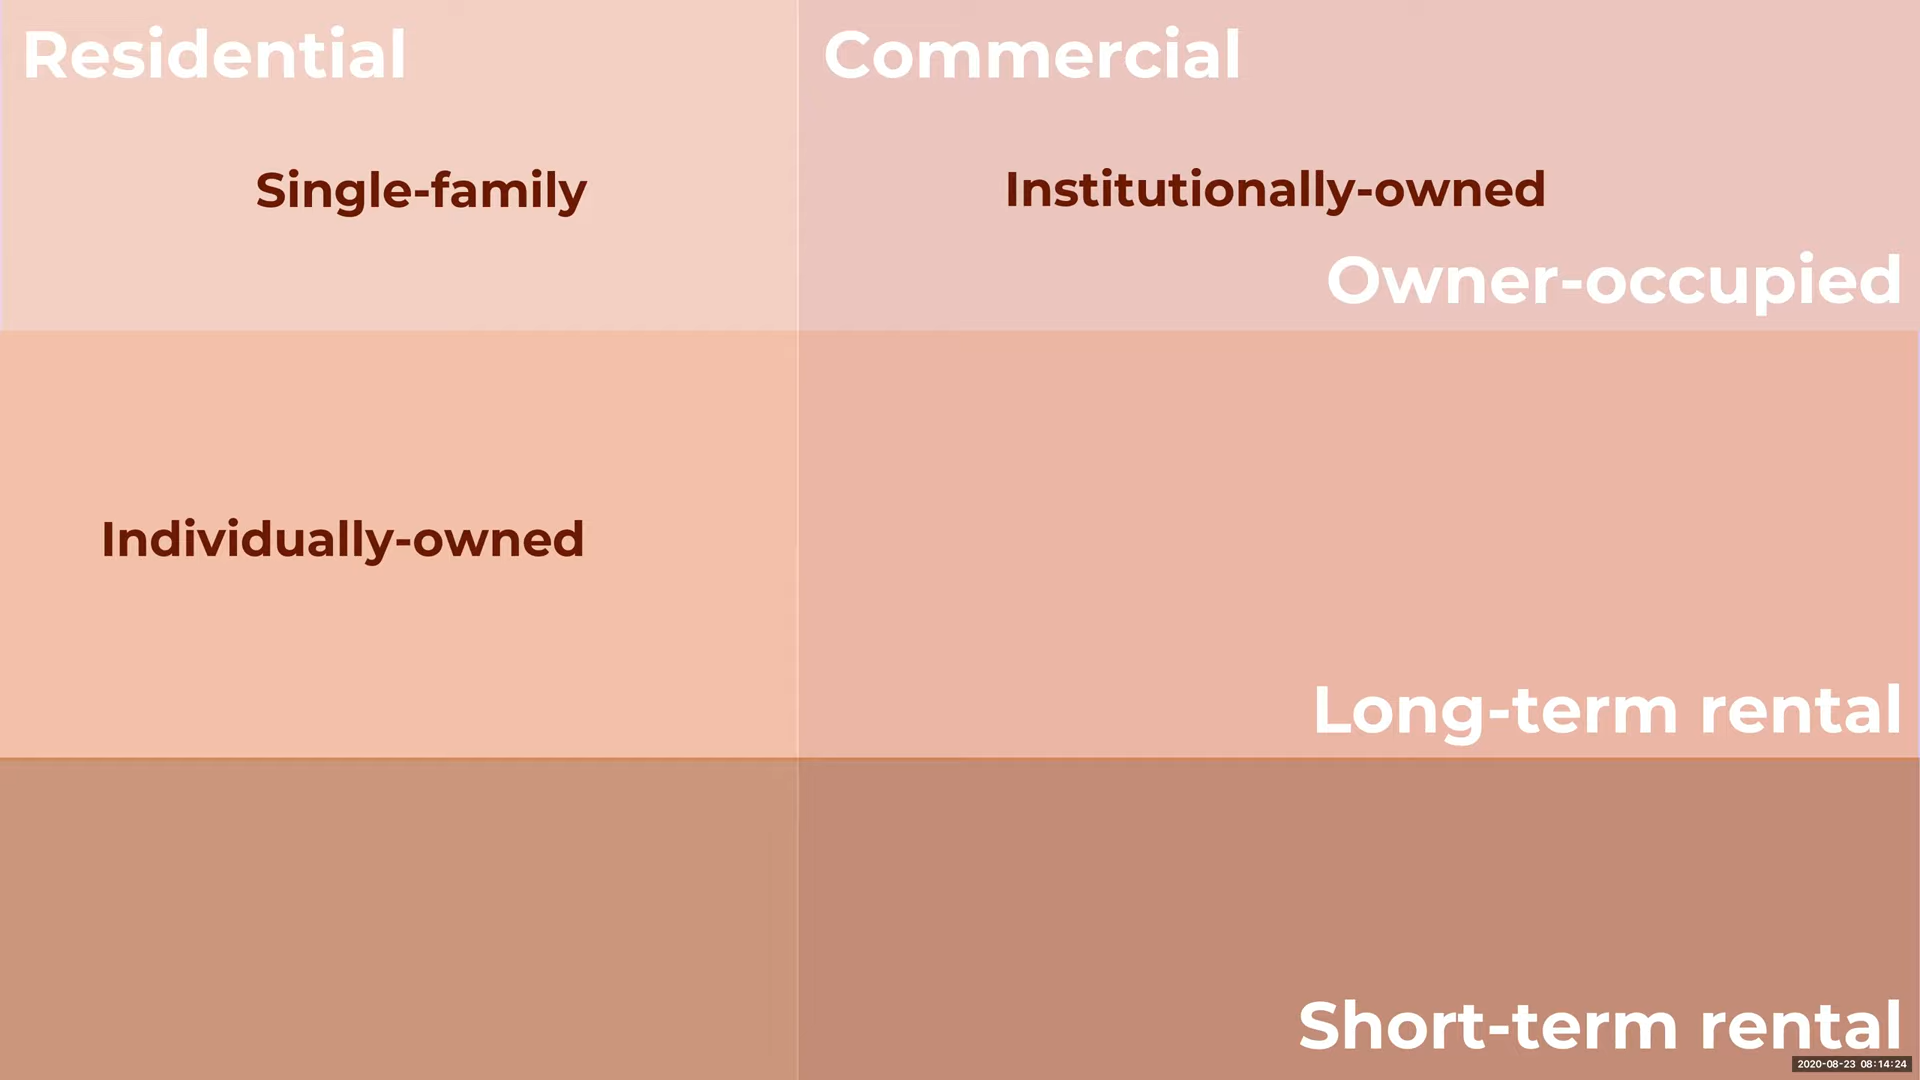 Residential
Commercial
Single-family
Institutionally-owned
Owner-occupied
Individually-owned
Long-term rental
Short-term rental
2020-08-23 08:14:24